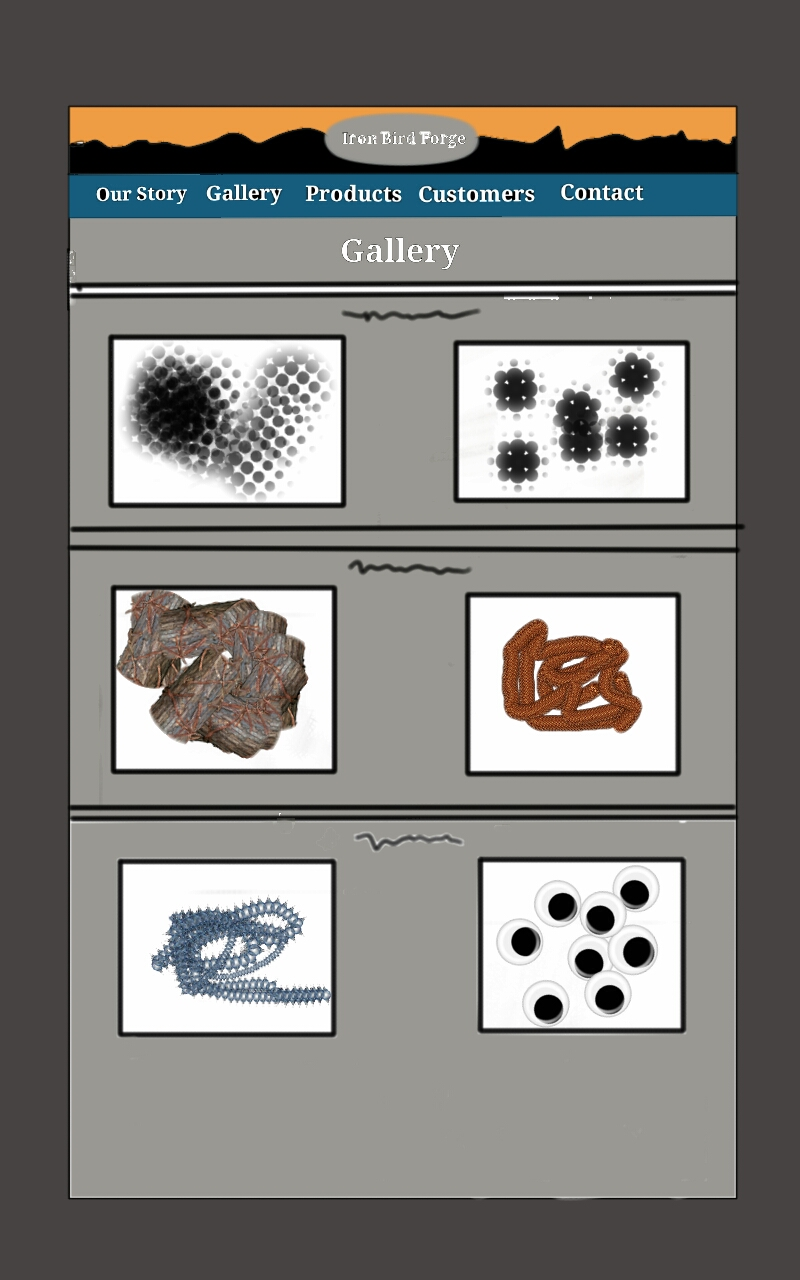 Iron Bird Forge
Our Story Gallery Products Customers Contact
Gallery